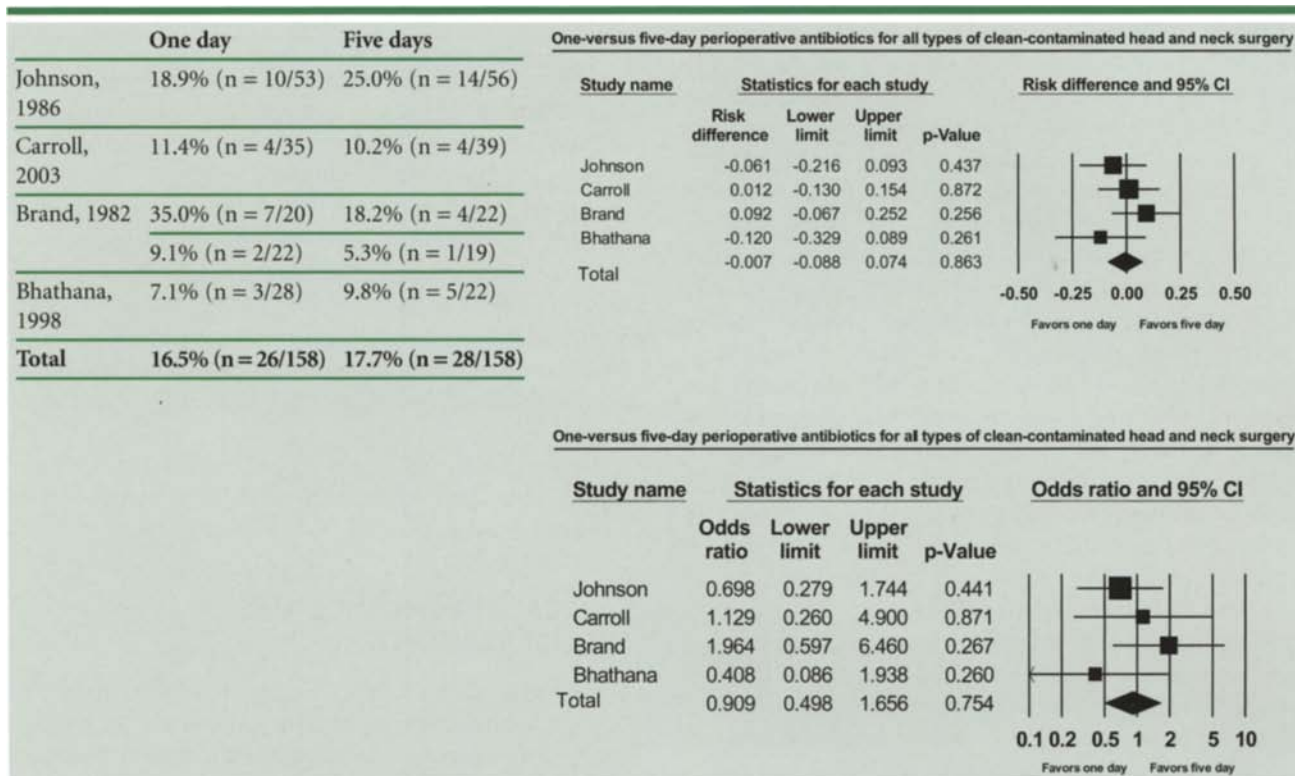 One day Five days
Johnson, 18.9% (n = 10/53) 25.0% (n = 14/56)
1986
Carroll, 11.4% (n = 4/35) 10.2% (n = 4/39)
2003
Brand, 1982 35.0% (n = 7/20) 18.2% (n = 4/22)
9.1% (n = 2/22) 5.3% (n = 1/19)
Bhathana, 7.1% (n = 3/28) 9.8% (n = 5/22)
1998
Total 16.5% (n = 26/158) 17.7% (n = 28/158)
One-versus five-day perioperative antibiotics for all types of clean-contaminated head and neck surgery
Study name Statistics for each study Risk difference and 95% CI
Risk Lower Upper
difference limit limit p-Value
Johnson -0.061 -0.216 0.093 0.437
Carroll 0.012 -0.130 0.154 0.872
Brand 0.092 -0.067 0.252 0.256
Bhathana -0.120 -0.329 0.089 0.261
Total -0.007 -0.088 0.074 0.863
-0.50 -0.25 0.00 0.25 0.50
Favors one day Favors five day
One-versus five-day perioperative antibiotics for al types of clean-contaminated head and neck surgery
Study name Statistics for each study Odds ratio and 95% CI
Odds Lower Upper
ratio limit limit p-Value
Johnson 0.698 0.279 1.744 0.441
Carroll 1.129 0.260 4.900 0.871
Brand 1.964 0.597 6.460 0.267
Bhathana 0.408 0.086 1.938 0.260
Total 0.909 0.498 1.656 0.754
0.1 0.2 0.5 1 2 5 10
Favors one day Favors five day